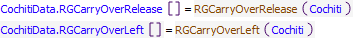 CochitiData.RGCarryOverRelease [] = RGCarryOverRelease (Cochiti)
CochitiData.RGCarryOverLeft [] = RGCarryOverLeft (Cochiti)